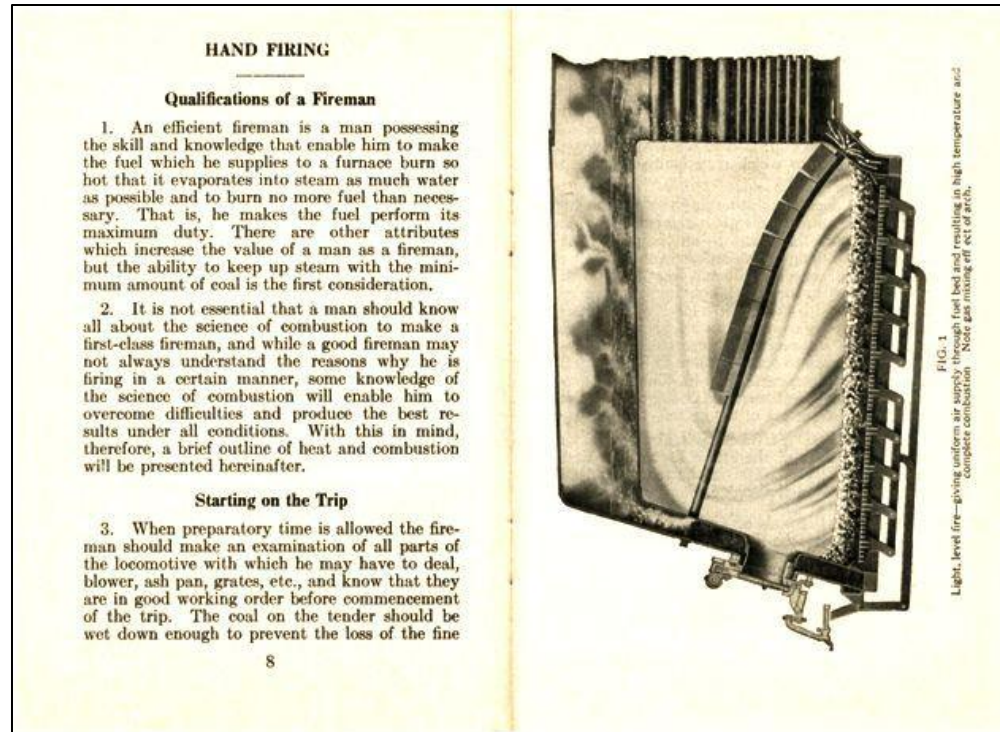 HAND FIRING
Qualifications of a Fireman
1. An efficient fireman is a man possessing
the skill and knowledge that enable him to make
the fuel which he supplies to a furnace burn so
hot that it evaporates into steam as much water
as possible and to burn no more fuel than neces-
sary. That is, he makes the fuel perform its
maximum duty. There are other attributes
which increase the value of a man as a fireman,
but the ability to keep up steam with the mini-
mum amount of coal is the first consideration.
2. It is not essential that a man should know
all about the science of combustion to make a
first-class fireman, and while a good fireman may
not always understand the reasons why he is
firing in a certain manner, some knowledge of
the science of combustion will enable him to
overcome difficulties and produce the best re-
sults under all conditions. With this in mind,
therefore, a brief outline of heat and combustion
will be presented hereinafter.
Starting on the Trip
3. When preparatory time is allowed the fire-
man should make an examination of all parts of
the locomotive with which he may have to deal,
blower, ash pan, grates, etc., and know that they
are in good working order before commencement
of the trip. The coal on the tender should be
wet down enough to prevent the loss of the fine
8
FIG. 1
Light, level fire—giving uniform air supply through fuel bed and resulting in high temperature and
complete combustion Note gas mixing eff ect of arch.